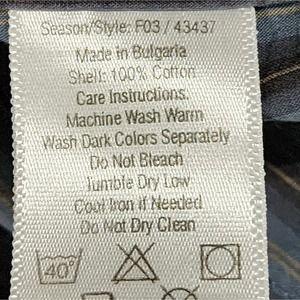 Season/Style: F03 / 43437
Made in Bulgaria
Shell: 100% Cotton
Care Instructions:
Machine Wash Warm
Wash Dark Colors Separately
Do Not Bleach
Tumble Dry Low
Cool Iron if Needed
Do Not Dry Clean
40°